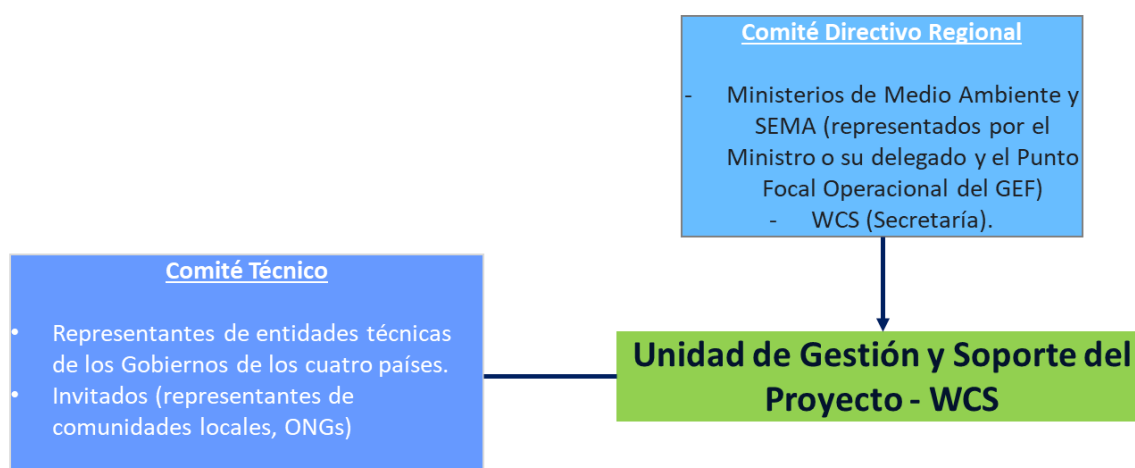 Comité Directivo Regional
- Ministerios de Medio Ambiente y
SEMA (representados por el
Ministro o su delegado y el Punto
Focal Operacional del GEF)
- WCS (Secretaría).
Comité Técnico
• Representantes de entidades técnicas
de los Gobiernos de los cuatro países.
• Invitados (representantes de
comunidades locales, ONGs)
Unidad de Gestión y Soporte del
Proyecto - WCS